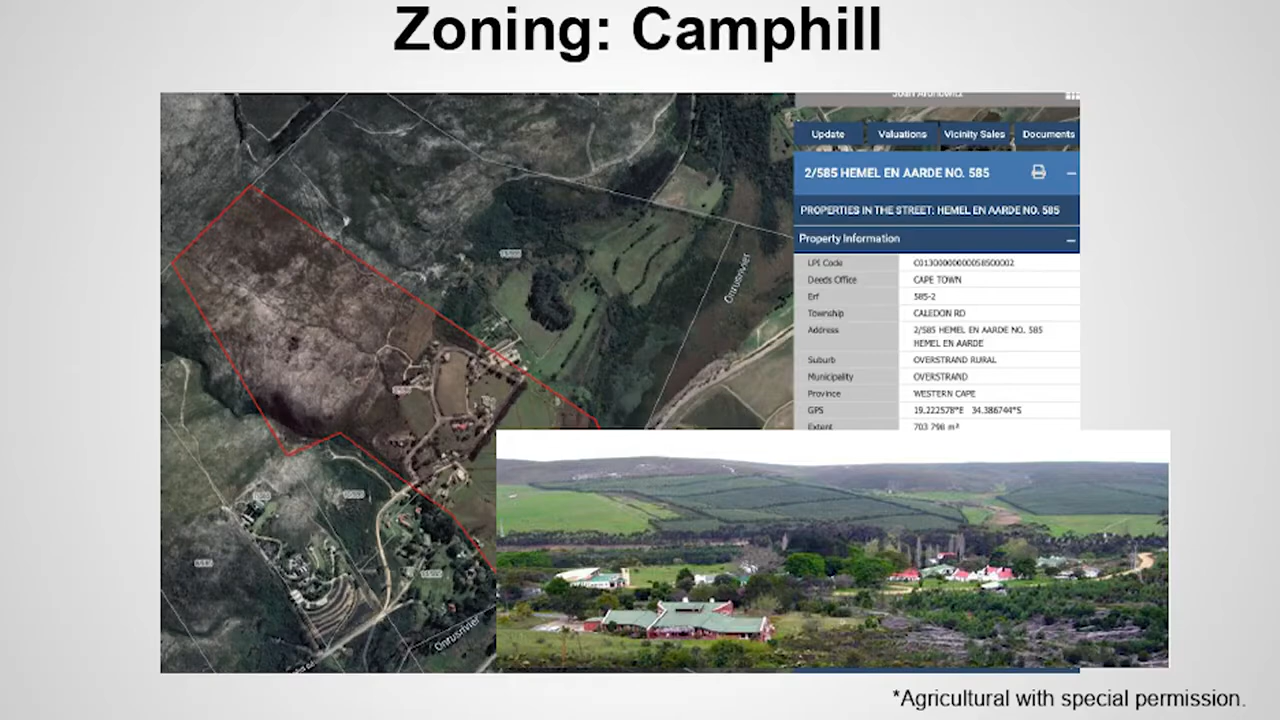 Zoning: Camphill
Update Valuations Vicinity Sales Documents
2/585 HEMEL EN AARDE NO. 585
PROPERTIES IN THE STREET: HEMEL EN AARDE NO. 585
Property Information
LPI Code
Deeds Office CAPE TOWN
Erf 585-2
Township CALEDON RD
Address 2/585 HEMEL EN AARDE NO. 585
HEMEL EN AARDE
Suburb OVERSTRAND RURAL
Municipality OVERSTRAND
Province WESTERN CAPE
GPS 19.222578°E 34.386744°S
Extent 703 798 m²
Onrusrivier
Onrusrivier
*Agricultural with special permission.